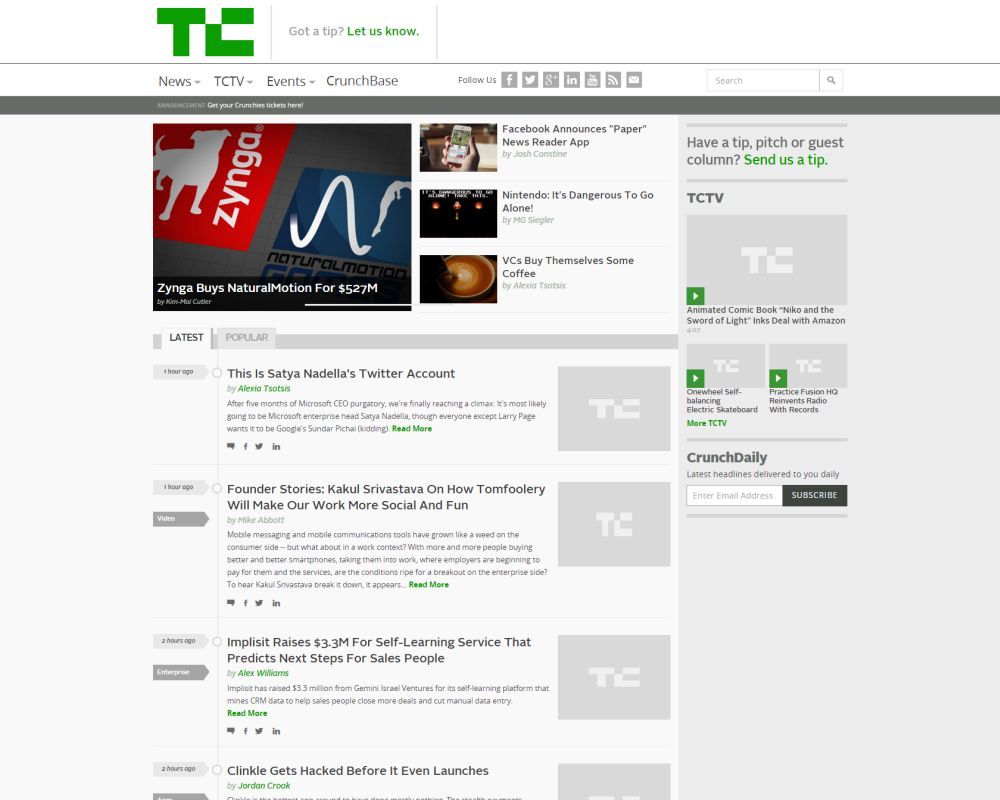 TC
Got a tip? Let us know.
News TCTV Events CrunchBase
Follow Us
Search
ANNOUNCEMENT Get your Crunchies tickets here!
zynga
NATURALMOTION
GAMES
Zynga Buys NaturalMotion For $527M
by Kim-Mai Cutler
Facebook Announces "Paper"
News Reader App
by Josh Constine
IT'S DANGEROUS TO GO
ALONE! TAKE THIS.
Nintendo: It's Dangerous To Go
Alone!
by MG Siegler
VCs Buy Themselves Some
Coffee
by Alexia Tsotsis
Have a tip, pitch or guest
column? Send us a tip.
TCTV
TC
Animated Comic Book “Niko and the
Sword of Light” Inks Deal with Amazon
4:07
TC
TC
Onewheel Self-
balancing
Electric Skateboard
Practice Fusion HQ
Reinvents Radio
With Records
More TCTV
CrunchDaily
Latest headlines delivered to you daily
Enter Email Address SUBSCRIBE
LATEST POPULAR
1 hour ago
This Is Satya Nadella's Twitter Account
by Alexia Tsotsis
After five months of Microsoft CEO purgatory, we're finally reaching a climax: It's most likely
going to be Microsoft enterprise head Satya Nadella, though everyone except Larry Page
wants it to be Google's Sundar Pichai (kidding). Read More
TC
1 hour ago
Video
Founder Stories: Kakul Srivastava On How Tomfoolery
Will Make Our Work More Social And Fun
by Mike Abbott
Mobile messaging and mobile communications tools have grown like a weed on the
consumer side -- but what about in a work context? With more and more people buying
better and better smartphones, taking them into work, where employers are beginning to
pay for them and the services, are the conditions ripe for a breakout on the enterprise side?
To hear Kakul Srivastava break it down, it appears... Read More
TC
2 hours ago
Enterprise
Implisit Raises $3.3M For Self-Learning Service That
Predicts Next Steps For Sales People
by Alex Williams
Implisit has raised $3.3 million from Gemini Israel Ventures for its self-learning platform that
mines CRM data to help sales people close more deals and cut manual data entry.
Read More
TC
2 hours ago
Clinkle Gets Hacked Before It Even Launches
by Jordan Crook